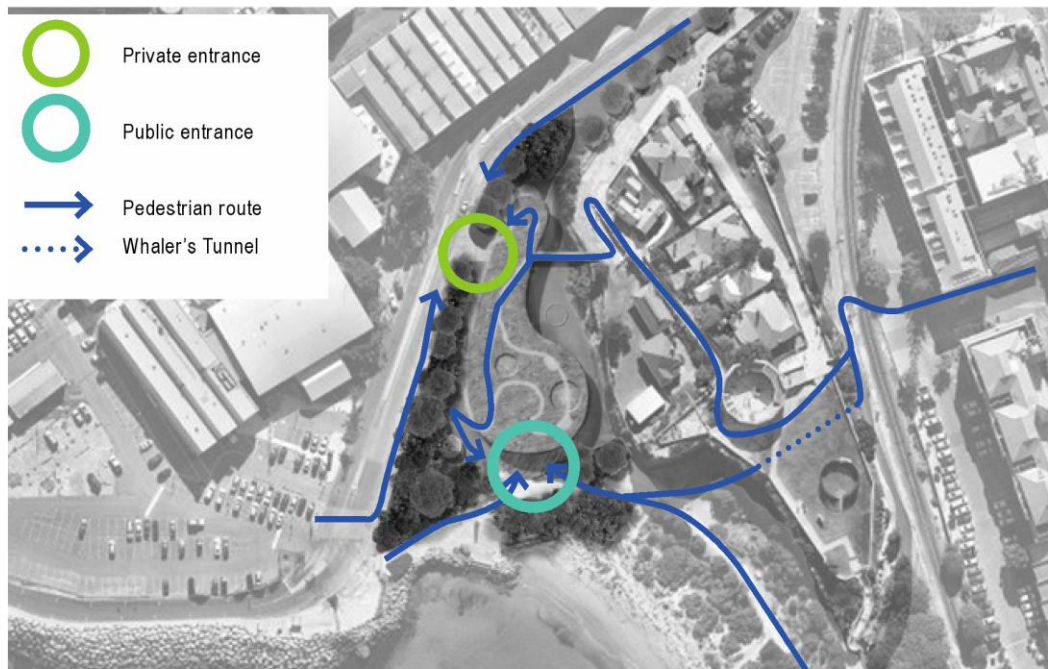 Private entrance
Public entrance
Pedestrian route
Whaler's Tunnel